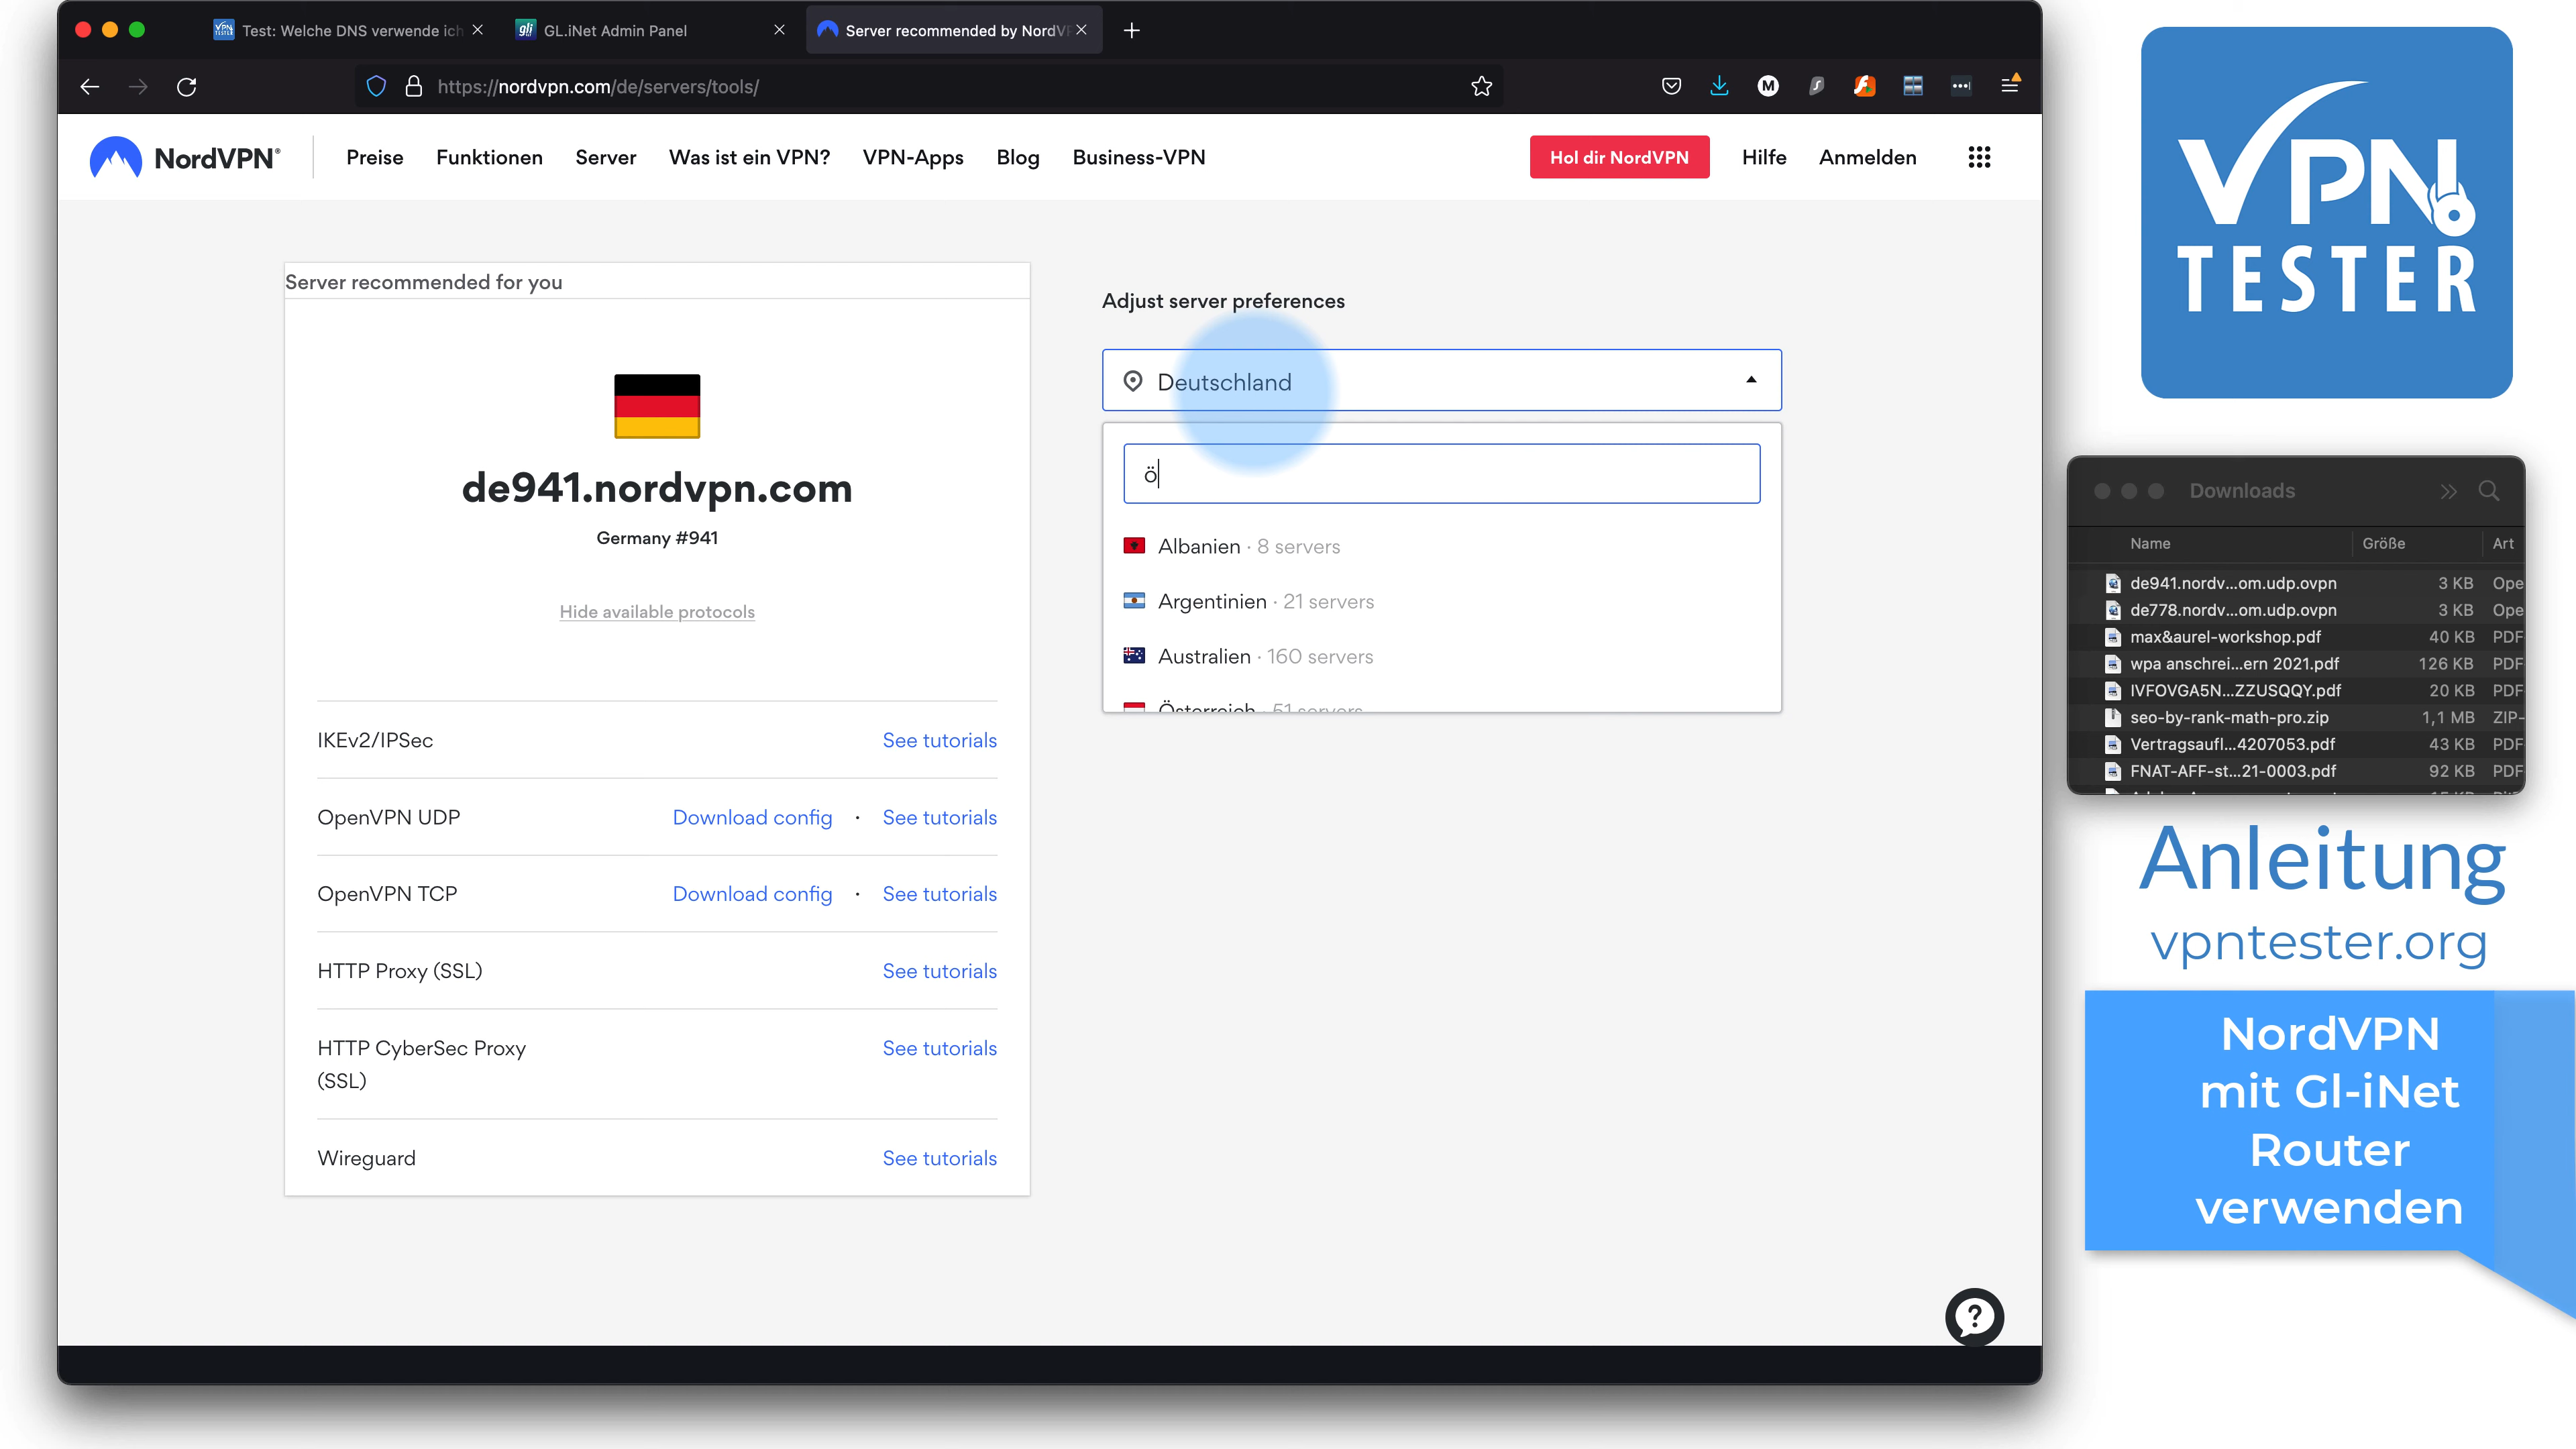 Test: Welche DNS verwende ich
GL.iNet Admin Panel
Server recommended by NordVP
https://nordvpn.com/de/servers/tools/
NordVPN®
Preise
Funktionen
Server
Was ist ein VPN?
VPN-Apps
Blog
Business-VPN
Hol dir NordVPN
Hilfe
Anmelden
Server recommended for you
de941.nordvpn.com
Germany #941
Hide available protocols
IKEv2/IPSec See tutorials
OpenVPN UDP Download config · See tutorials
OpenVPN TCP Download config · See tutorials
HTTP Proxy (SSL) See tutorials
HTTP CyberSec Proxy See tutorials
(SSL)
Wireguard See tutorials
Adjust server preferences
Deutschland
ö
Albanien · 8 servers
Argentinien · 21 servers
Australien · 160 servers
Österreich · 51 servers
VPN
TESTER
Downloads
Name Größe Art
de941.nordv...om.udp.ovpn 3 KB Ope
de778.nordv...om.udp.ovpn 3 KB Ope
max&aurel-workshop.pdf 40 KB PDF
wpa anschrei...ern 2021.pdf 126 KB PDF
IVFOVGA5N...ZZUSQQY.pdf 20 KB PDF
seo-by-rank-math-pro.zip 1,1 MB ZIP-
Vertragsaufl...4207053.pdf 43 KB PDF
FNAT-AFF-st...21-0003.pdf 92 KB PDF
Anleitung
vpntester.org
NordVPN
mit Gl-iNet
Router
verwenden